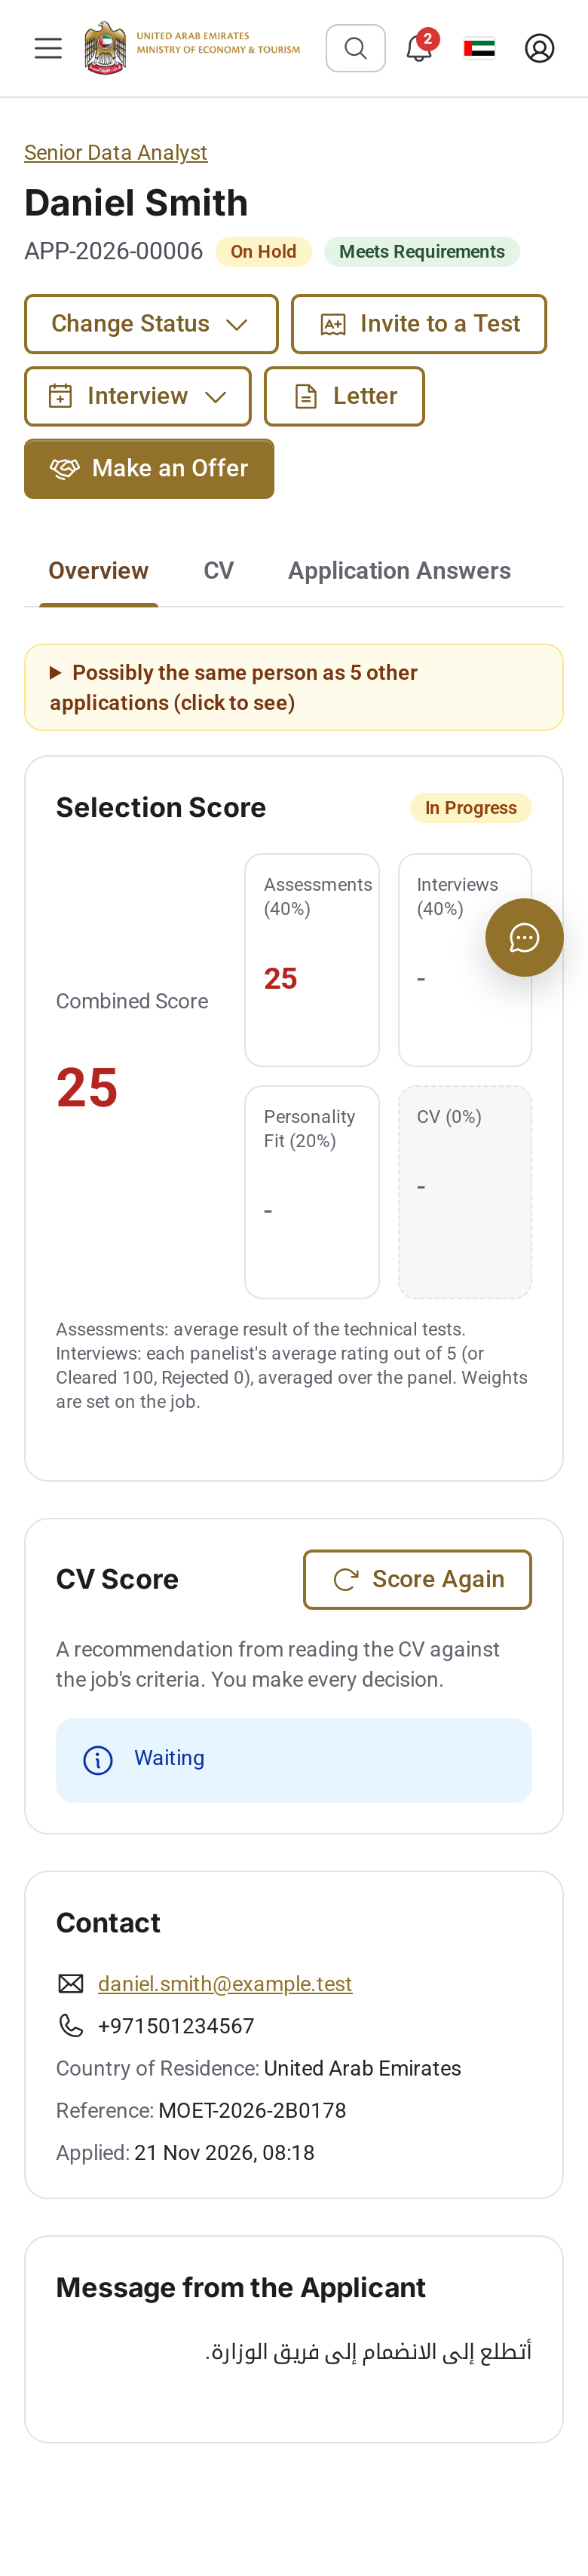 UNITED ARAB EMIRATES
MINISTRY OF ECONOMY & TOURISM
2
Senior Data Analyst
Daniel Smith
APP-2026-00006
On Hold
Meets Requirements
Change Status
Invite to a Test
Interview
Letter
Make an Offer
Overview
CV
Application Answers
Possibly the same person as 5 other
applications (click to see)
Selection Score
In Progress
Combined Score
25
Assessments
(40%)
25
Interviews
(40%)
-
Personality
Fit (20%)
-
CV (0%)
-
Assessments: average result of the technical tests.
Interviews: each panelist's average rating out of 5 (or
Cleared 100, Rejected 0), averaged over the panel. Weights
are set on the job.
CV Score
Score Again
A recommendation from reading the CV against
the job's criteria. You make every decision.
Waiting
Contact
daniel.smith@example.test
+971501234567
Country of Residence: United Arab Emirates
Reference: MOET-2026-2B0178
Applied: 21 Nov 2026, 08:18
Message from the Applicant
أتطلع إلى الانضمام إلى فريق الوزارة.